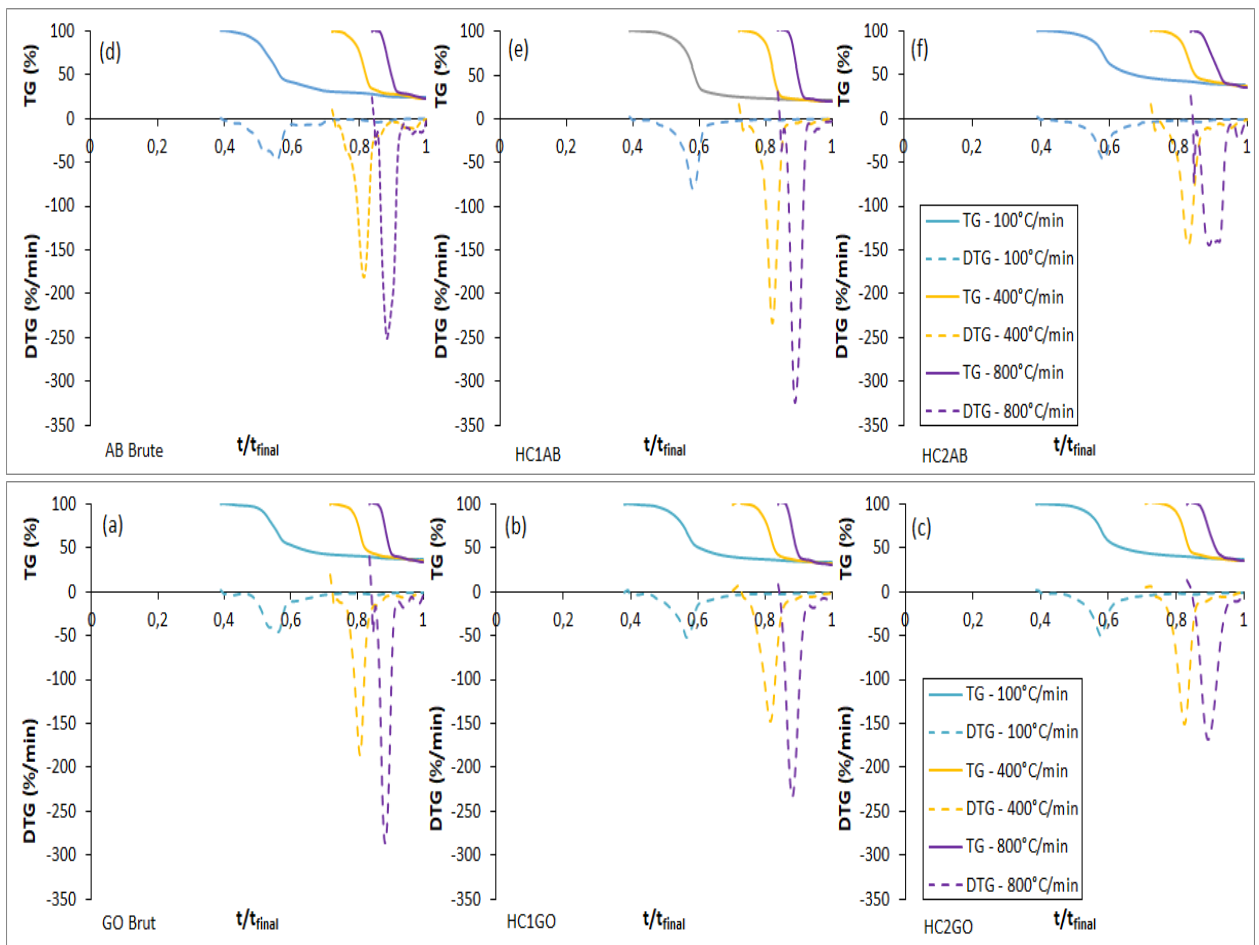 (d)
TG (%)
100
50
0
-50
-100
-150
-200
-250
-300
-350
DTG (%/min)
0
0,2
0,4
0,6
0,8
1
AB Brute
t/tfinal
(e)
TG (%)
100
50
0
-50
-100
-150
-200
-250
-300
-350
DTG (%/min)
0
0,2
0,4
0,6
0,8
1
HC1AB
t/tfinal
(f)
TG (%)
100
50
0
-50
-100
-150
-200
-250
-300
-350
DTG (%/min)
0
0,2
0,4
0,6
0,8
1
TG - 100°C/min
DTG - 100°C/min
TG - 400°C/min
DTG - 400°C/min
TG - 800°C/min
DTG - 800°C/min
HC2AB
t/tfinal
(a)
TG (%)
100
50
0
-50
-100
-150
-200
-250
-300
-350
DTG (%/min)
0
0,2
0,4
0,6
0,8
1
GO Brut
t/tfinal
(b)
TG (%)
100
50
0
-50
-100
-150
-200
-250
-300
-350
DTG (%/min)
0
0,2
0,4
0,6
0,8
1
HC1GO
t/tfinal
(c)
TG (%)
100
50
0
-50
-100
-150
-200
-250
-300
-350
DTG (%/min)
0
0,2
0,4
0,6
0,8
1
TG - 100°C/min
DTG - 100°C/min
TG - 400°C/min
DTG - 400°C/min
TG - 800°C/min
DTG - 800°C/min
HC2GO
t/tfinal